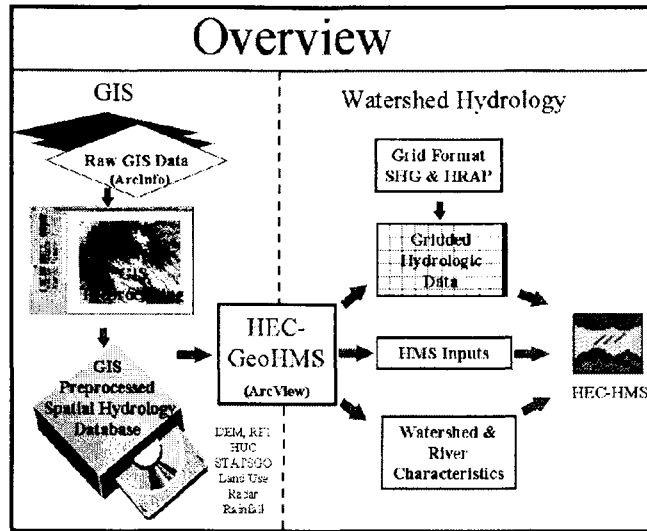 Overview
GIS
Raw GIS Data
(ArcInfo)
GIS
Preprocessed
Spatial Hydrology
Database
DEM, RF1
HUC
STATSGO
Land Use
Radar
Rainfall
HEC-
GeoHMS
(ArcView)
Watershed Hydrology
Grid Format
SHG & HRAP
Gridded
Hydrologic
Data
HMS Inputs
Watershed &
River
Characteristics
HEC-HMS